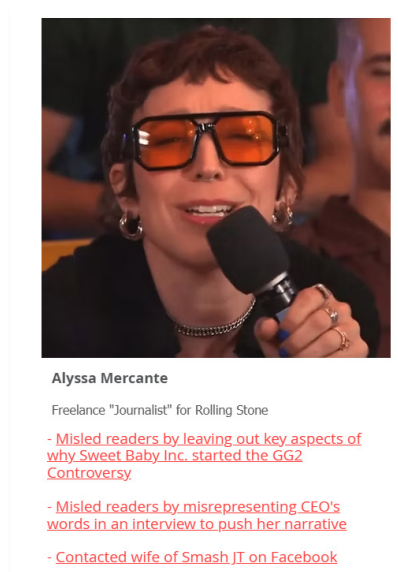 Alyssa Mercante
Freelance "Journalist" for Rolling Stone
- Misled readers by leaving out key aspects of
why Sweet Baby Inc. started the GG2
Controversy
- Misled readers by misrepresenting CEO's
words in an interview to push her narrative
- Contacted wife of Smash JT on Facebook